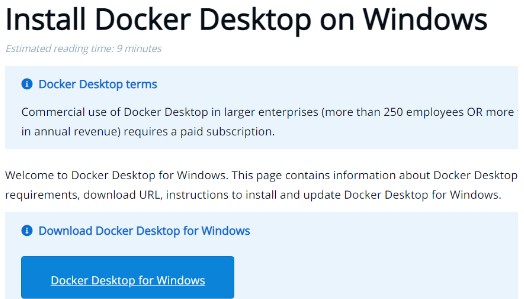 Install Docker Desktop on Windows
Estimated reading time: 9 minutes
Docker Desktop terms
Commercial use of Docker Desktop in larger enterprises (more than 250 employees OR more
in annual revenue) requires a paid subscription.
Welcome to Docker Desktop for Windows. This page contains information about Docker Desktop
requirements, download URL, instructions to install and update Docker Desktop for Windows.
Download Docker Desktop for Windows
Docker Desktop for Windows